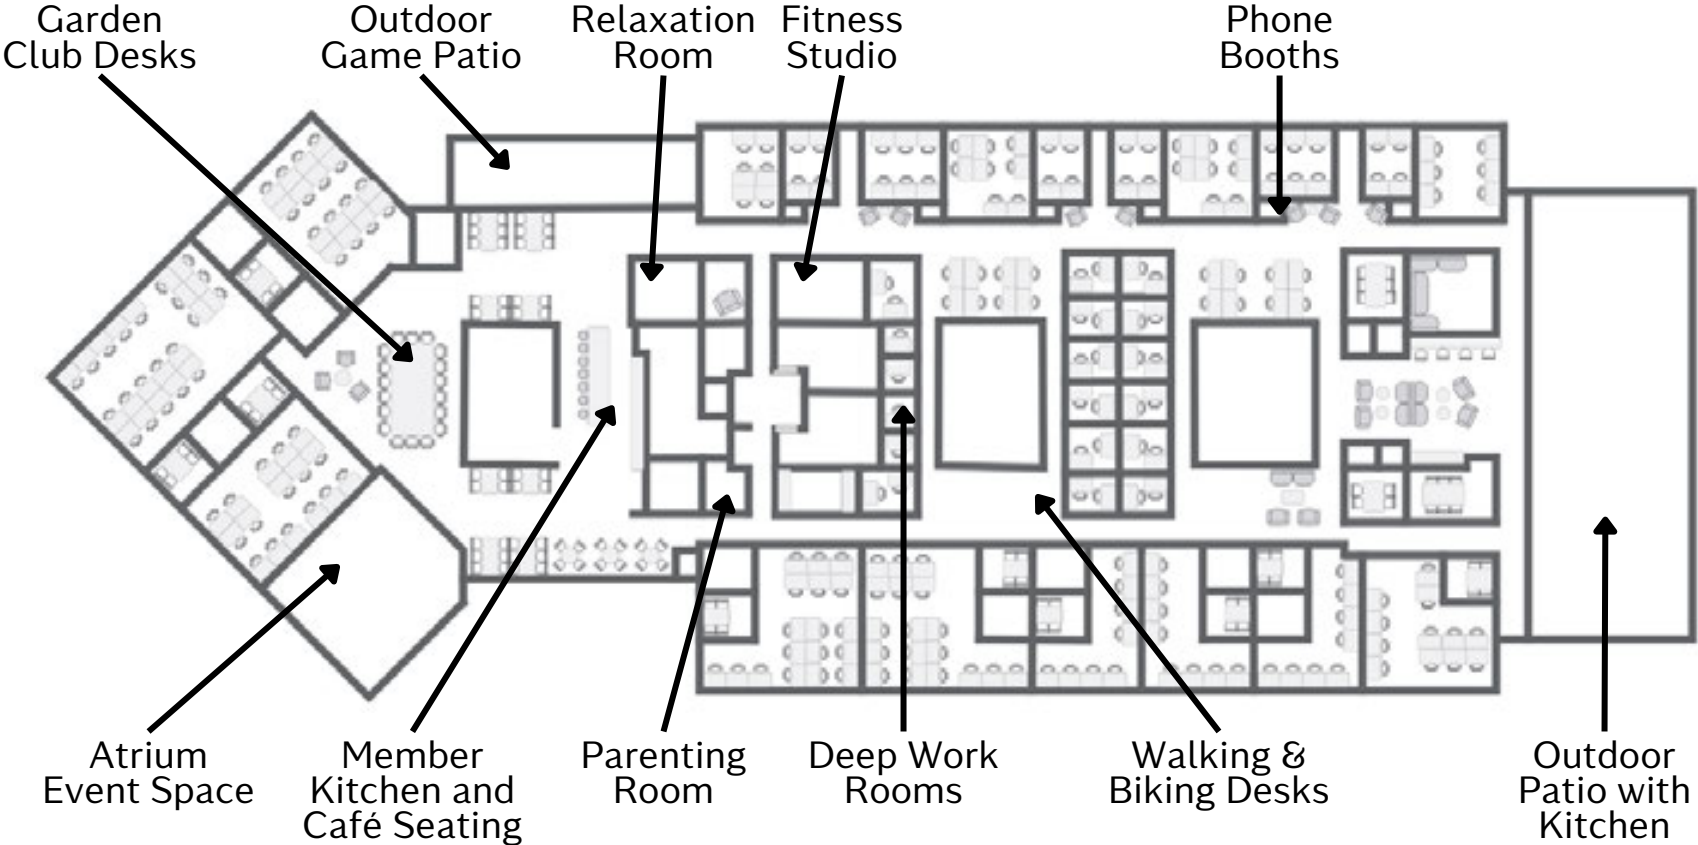 Garden
Club Desks
Outdoor
Game Patio
Relaxation
Room
Fitness
Studio
Phone
Booths
Atrium
Event Space
Member
Kitchen and
Café Seating
Parenting
Room
Deep Work
Rooms
Walking &
Biking Desks
Outdoor
Patio with
Kitchen